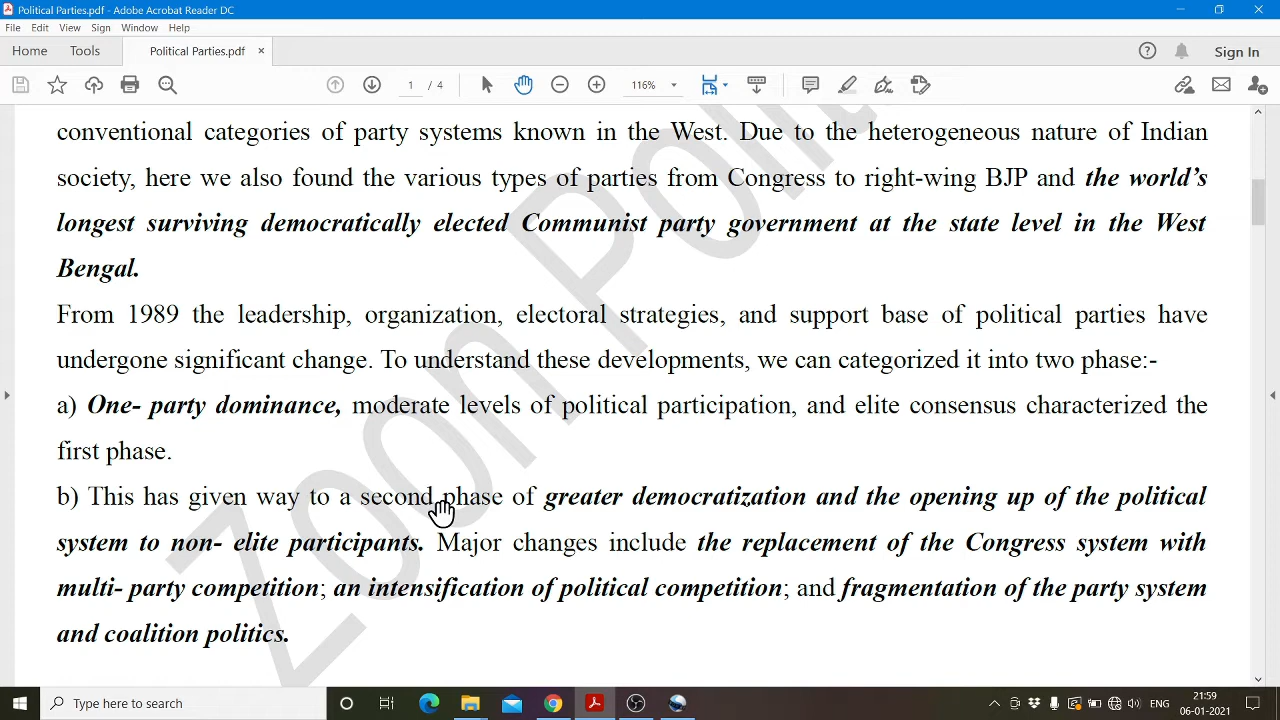 Political Parties.pdf - Adobe Acrobat Reader DC
File Edit View Sign Window Help
Home Tools Political Parties.pdf × Sign In
1 / 4 116%
conventional categories of party systems known in the West. Due to the heterogeneous nature of Indian
society, here we also found the various types of parties from Congress to right-wing BJP and the world’s
longest surviving democratically elected Communist party government at the state level in the West
Bengal.
From 1989 the leadership, organization, electoral strategies, and support base of political parties have
undergone significant change. To understand these developments, we can categorized it into two phase:-
a) One- party dominance, moderate levels of political participation, and elite consensus characterized the
first phase.
b) This has given way to a second phase of greater democratization and the opening up of the political
system to non- elite participants. Major changes include the replacement of the Congress system with
multi- party competition; an intensification of political competition; and fragmentation of the party system
and coalition politics.
Zoon Polit
Type here to search
ENG
21:59
06-01-2021